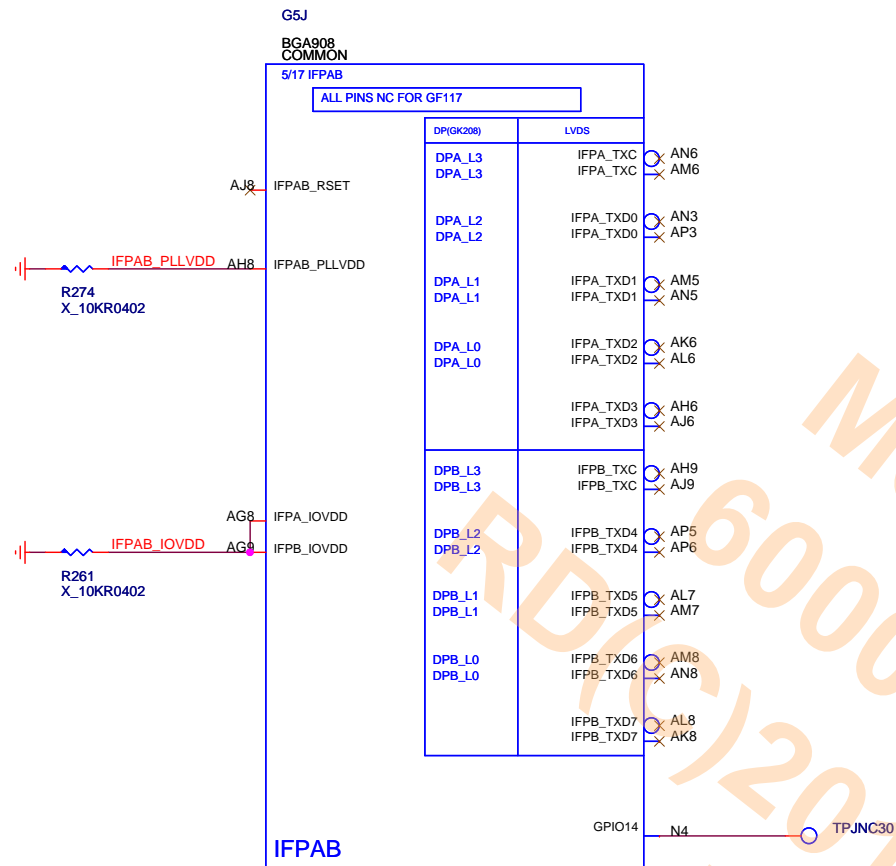 G5J
BGA908
COMMON
5/17 IFPAB
ALL PINS NC FOR GF117
DP(GK208) LVDS
DPA_L3 IFPA_TXC AN6
DPA_L3 IFPA_TXC AM6
AJ8 IFPAB_RSET
DPA_L2 IFPA_TXD0 AN3
DPA_L2 IFPA_TXD0 AP3
IFPAB_PLLVDD AH8 IFPAB_PLLVDD
R274
X_10KR0402
DPA_L1 IFPA_TXD1 AM5
DPA_L1 IFPA_TXD1 AN5
DPA_L0 IFPA_TXD2 AK6
DPA_L0 IFPA_TXD2 AL6
IFPA_TXD3 AH6
IFPA_TXD3 AJ6
DPB_L3 IFPB_TXC AH9
DPB_L3 IFPB_TXC AJ9
AG8 IFPA_IOVDD
DPB_L2 IFPB_TXD4 AP5
DPB_L2 IFPB_TXD4 AP6
IFPAB_IOVDD AG9 IFPB_IOVDD
R261
X_10KR0402
DPB_L1 IFPB_TXD5 AL7
DPB_L1 IFPB_TXD5 AM7
DPB_L0 IFPB_TXD6 AM8
DPB_L0 IFPB_TXD6 AN8
IFPB_TXD7 AL8
IFPB_TXD7 AK8
GPIO14 N4 TPJNC30
IFPAB
6000
RD(C)20